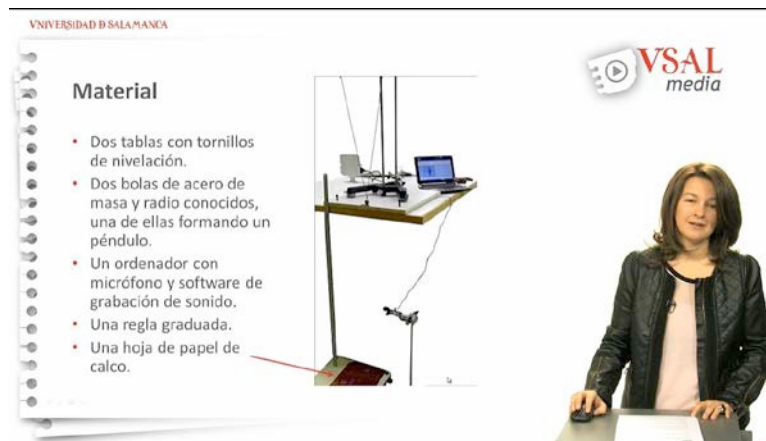 VNIVERSIDAD D SALAMANCA
VSAL
media
Material
• Dos tablas con tornillos
de nivelación.
• Dos bolas de acero de
masa y radio conocidos,
una de ellas formando un
péndulo.
• Un ordenador con
micrófono y software de
grabación de sonido.
• Una regla graduada.
• Una hoja de papel de
calco.